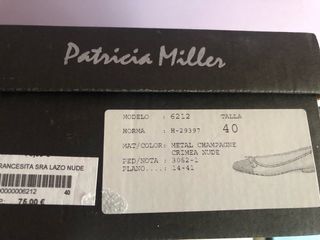 Patricia Miller
MODELO : 6212 TALLA
NORMA : H-29397 40
MAT/COLOR: METAL CHAMPAGNE
CRIMEA NUDE
PED/NOTA : 3062-1
PLANO....: 14-41
RANCESITA SRA LAZO NUDE
0000006212 40
P: 75,00 €